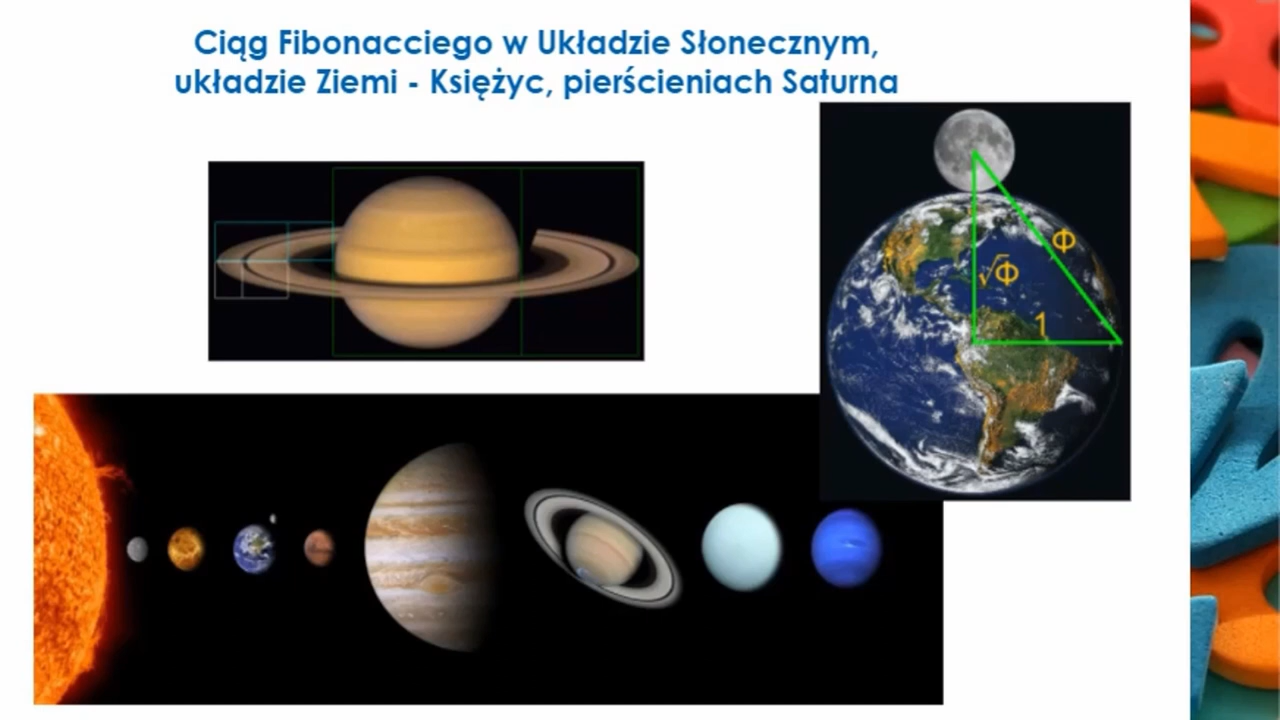 Ciąg Fibonacciego w Układzie Słonecznym,
układzie Ziemi - Księżyc, pierścieniach Saturna
Φ
√Φ
1